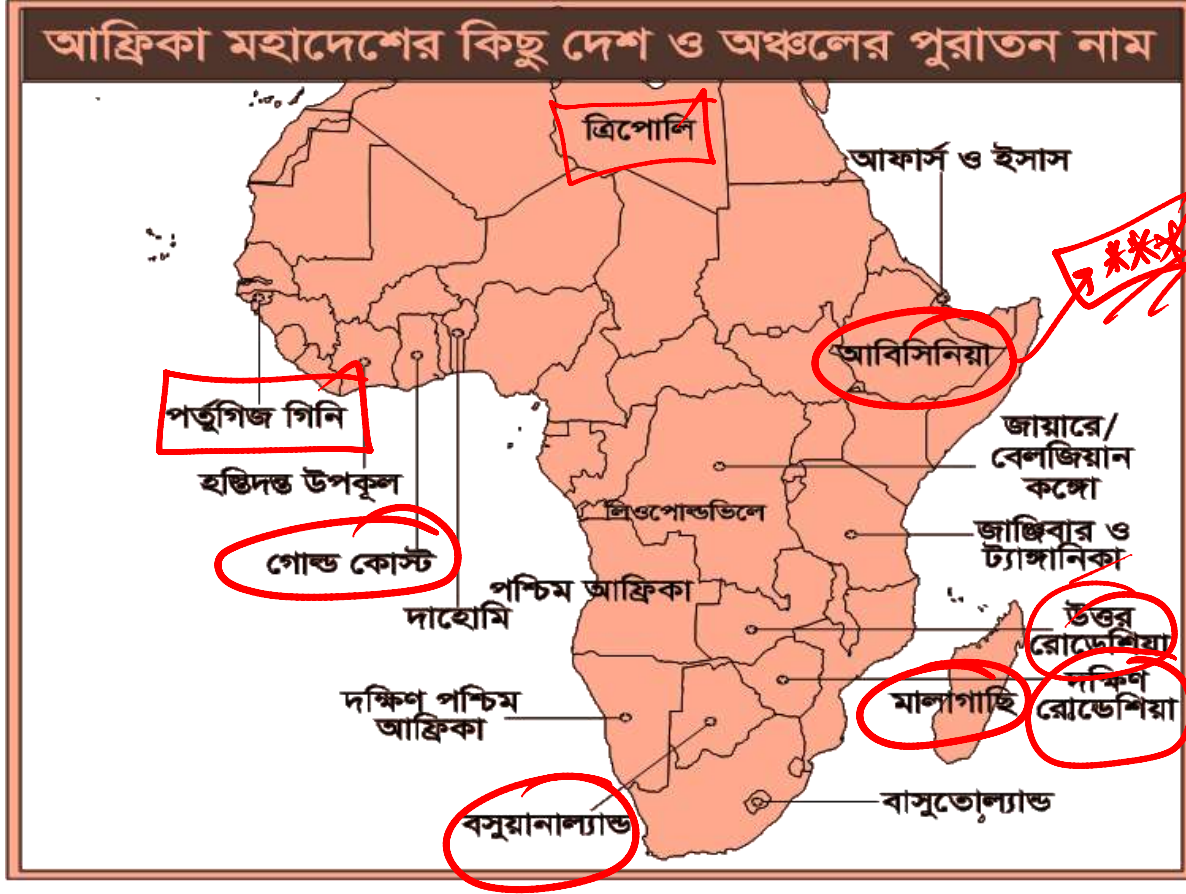 আফ্রিকা মহাদেশের কিছু দেশ ও অঞ্চলের পুরাতন নাম
ত্রিপোলি
আফার্স ও ইসাস
***
আবিসিনিয়া
পর্তুগিজ গিনি
জায়ারে/
বেলজিয়ান
কঙ্গো
হস্তিদন্ত উপকূল
লিওপোল্ডভিলে
জাঞ্জিবার ও
ট্যাঙ্গানিকা
গোল্ড কোস্ট
পশ্চিম আফ্রিকা
দাহোমি
উত্তর
রোডেশিয়া
দক্ষিণ
রোডেশিয়া
মালাগাছি
দক্ষিণ পশ্চিম
আফ্রিকা
বসুয়ানাল্যান্ড
বাসুতোল্যান্ড